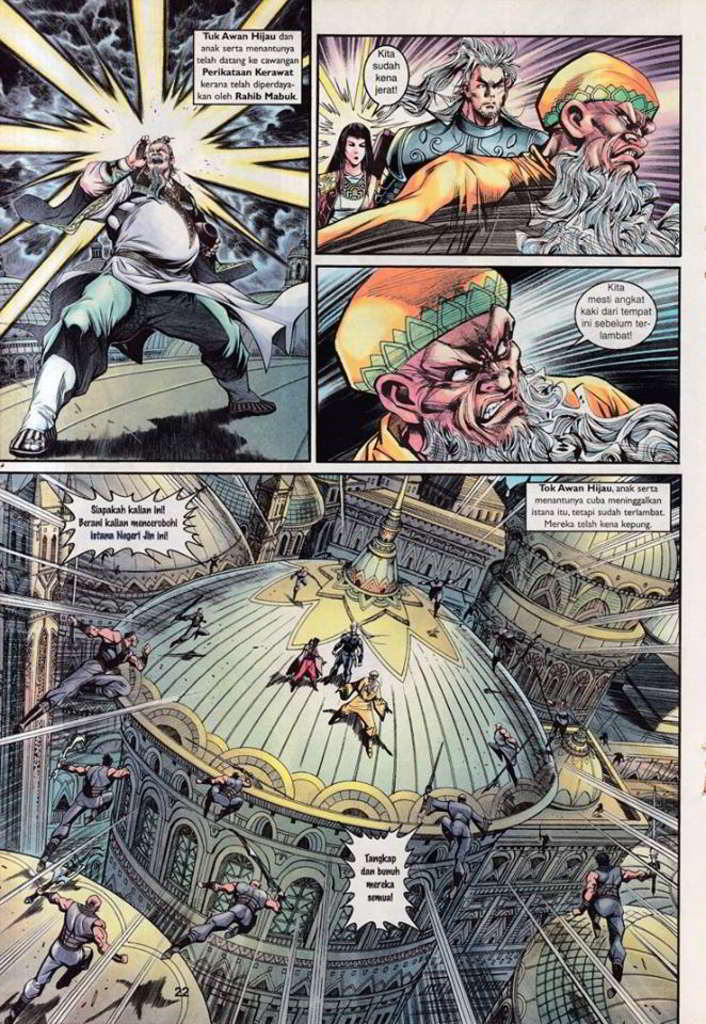 Tuk Awan Hijau dan
anak serta menantunya
telah datang ke cawangan
Perikataan Kerawat
kerana telah diperdaya-
kan oleh Rahib Mabuk.
Kita
sudah
kena
jerat!
Kita
mesti angkat
kaki dari tempat
ini sebelum ter-
lambat!
Siapakah kalian ini!
Berani kalian mencerobohi
istana Negeri Jin ini!
Tok Awan Hijau, anak serta
menantunya cuba meninggalkan
istana itu, tetapi sudah terlambat.
Mereka telah kena kepung.
Tangkap
dan bunuh
mereka
semua!
22